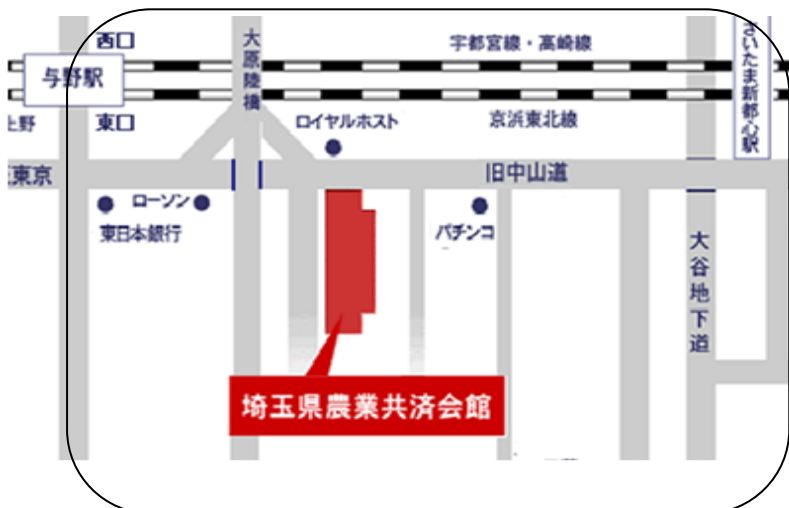 西口
大原陸橋
宇都宮線・高崎線
さいたま新都心駅
与野駅
上野
東口
ロイヤルホスト
京浜東北線
東京
旧中山道
ローソン
東日本銀行
パチンコ
大谷地下道
埼玉県農業共済会館